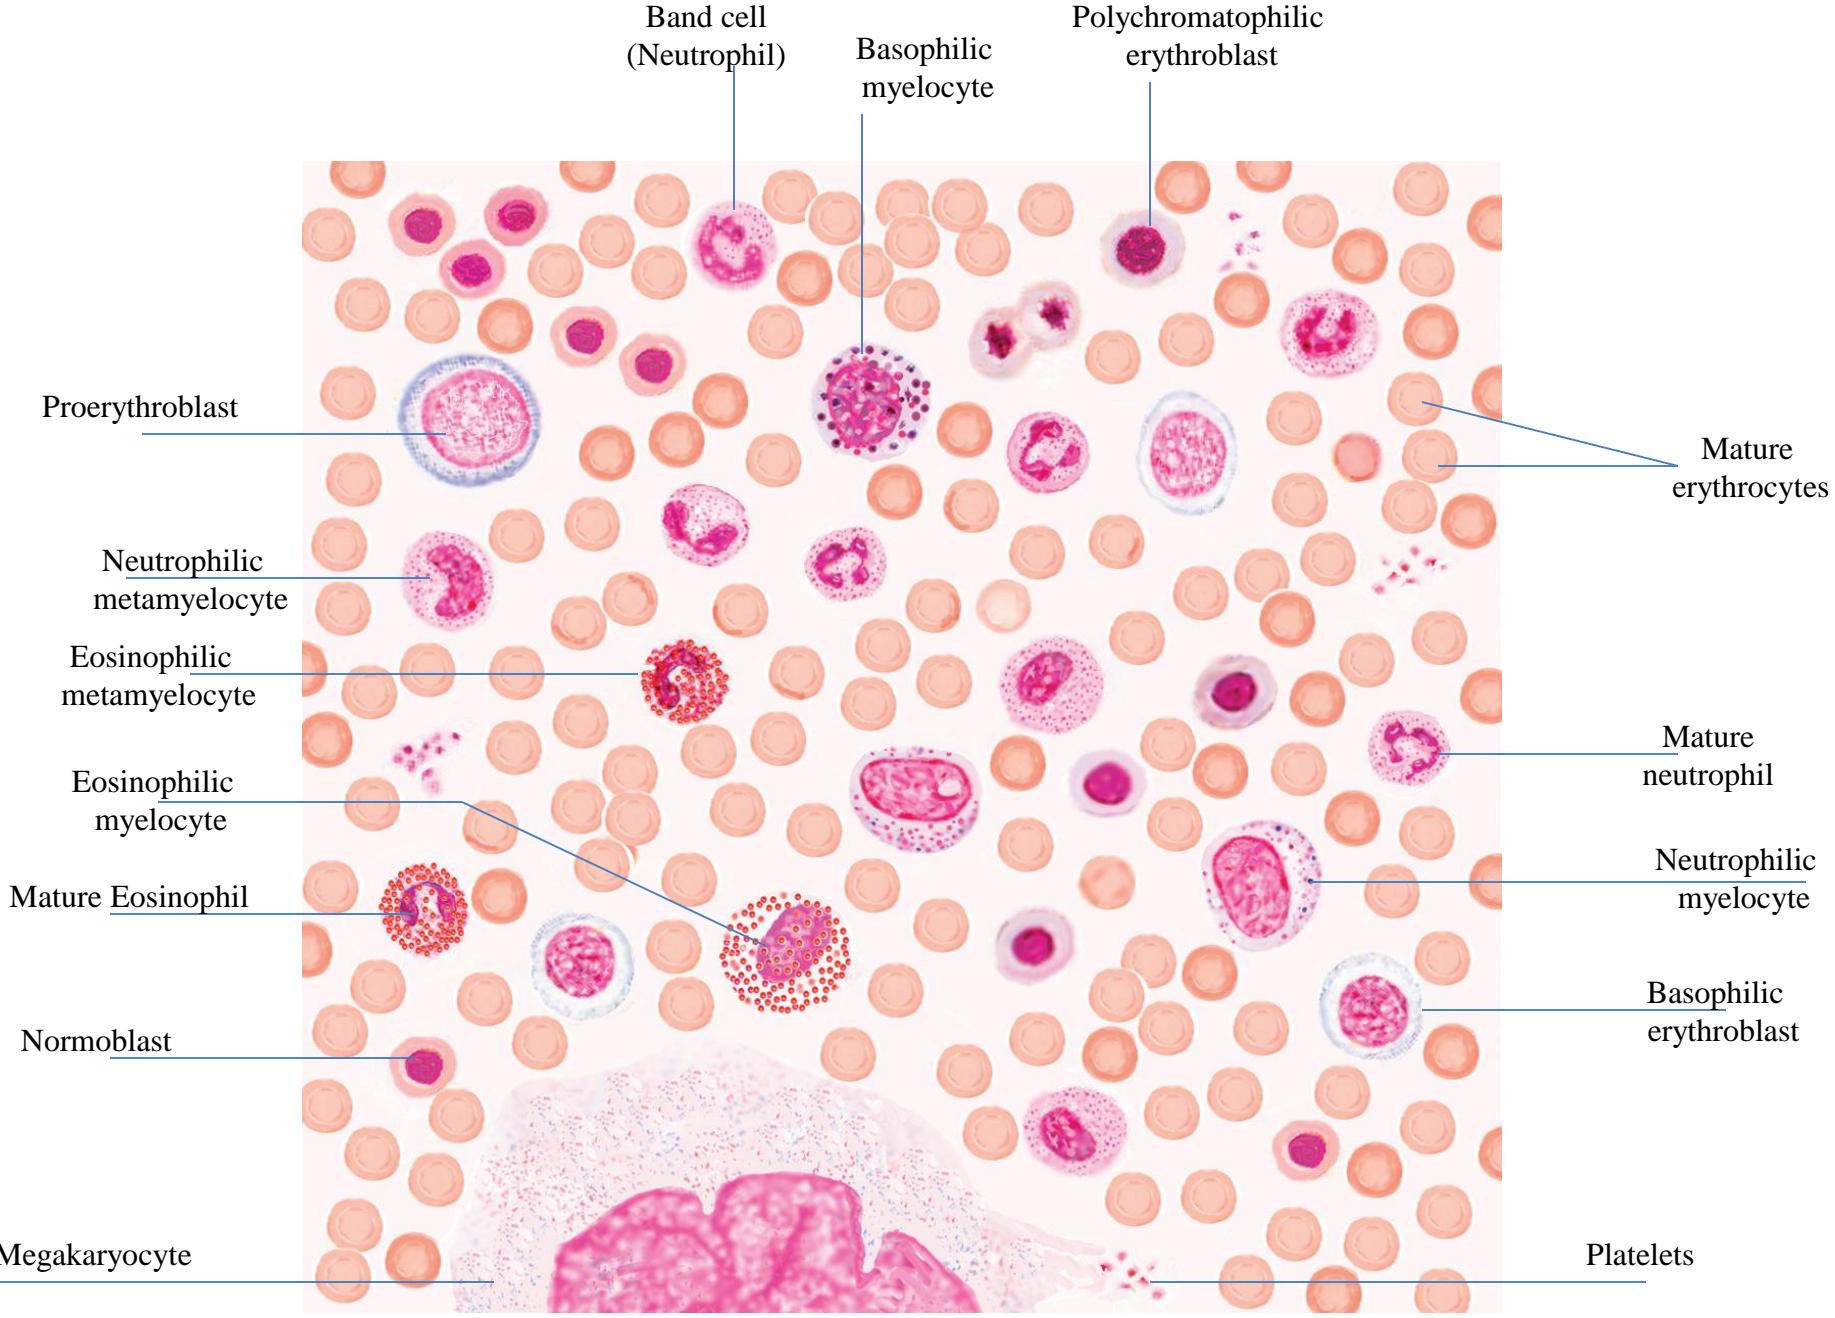 Band cell
(Neutrophil)
Basophilic
myelocyte
Polychromatophilic
erythroblast
Proerythroblast
Mature
erythrocytes
Neutrophilic
metamyelocyte
Eosinophilic
metamyelocyte
Mature
neutrophil
Eosinophilic
myelocyte
Neutrophilic
myelocyte
Mature Eosinophil
Basophilic
erythroblast
Normoblast
Megakaryocyte
Platelets